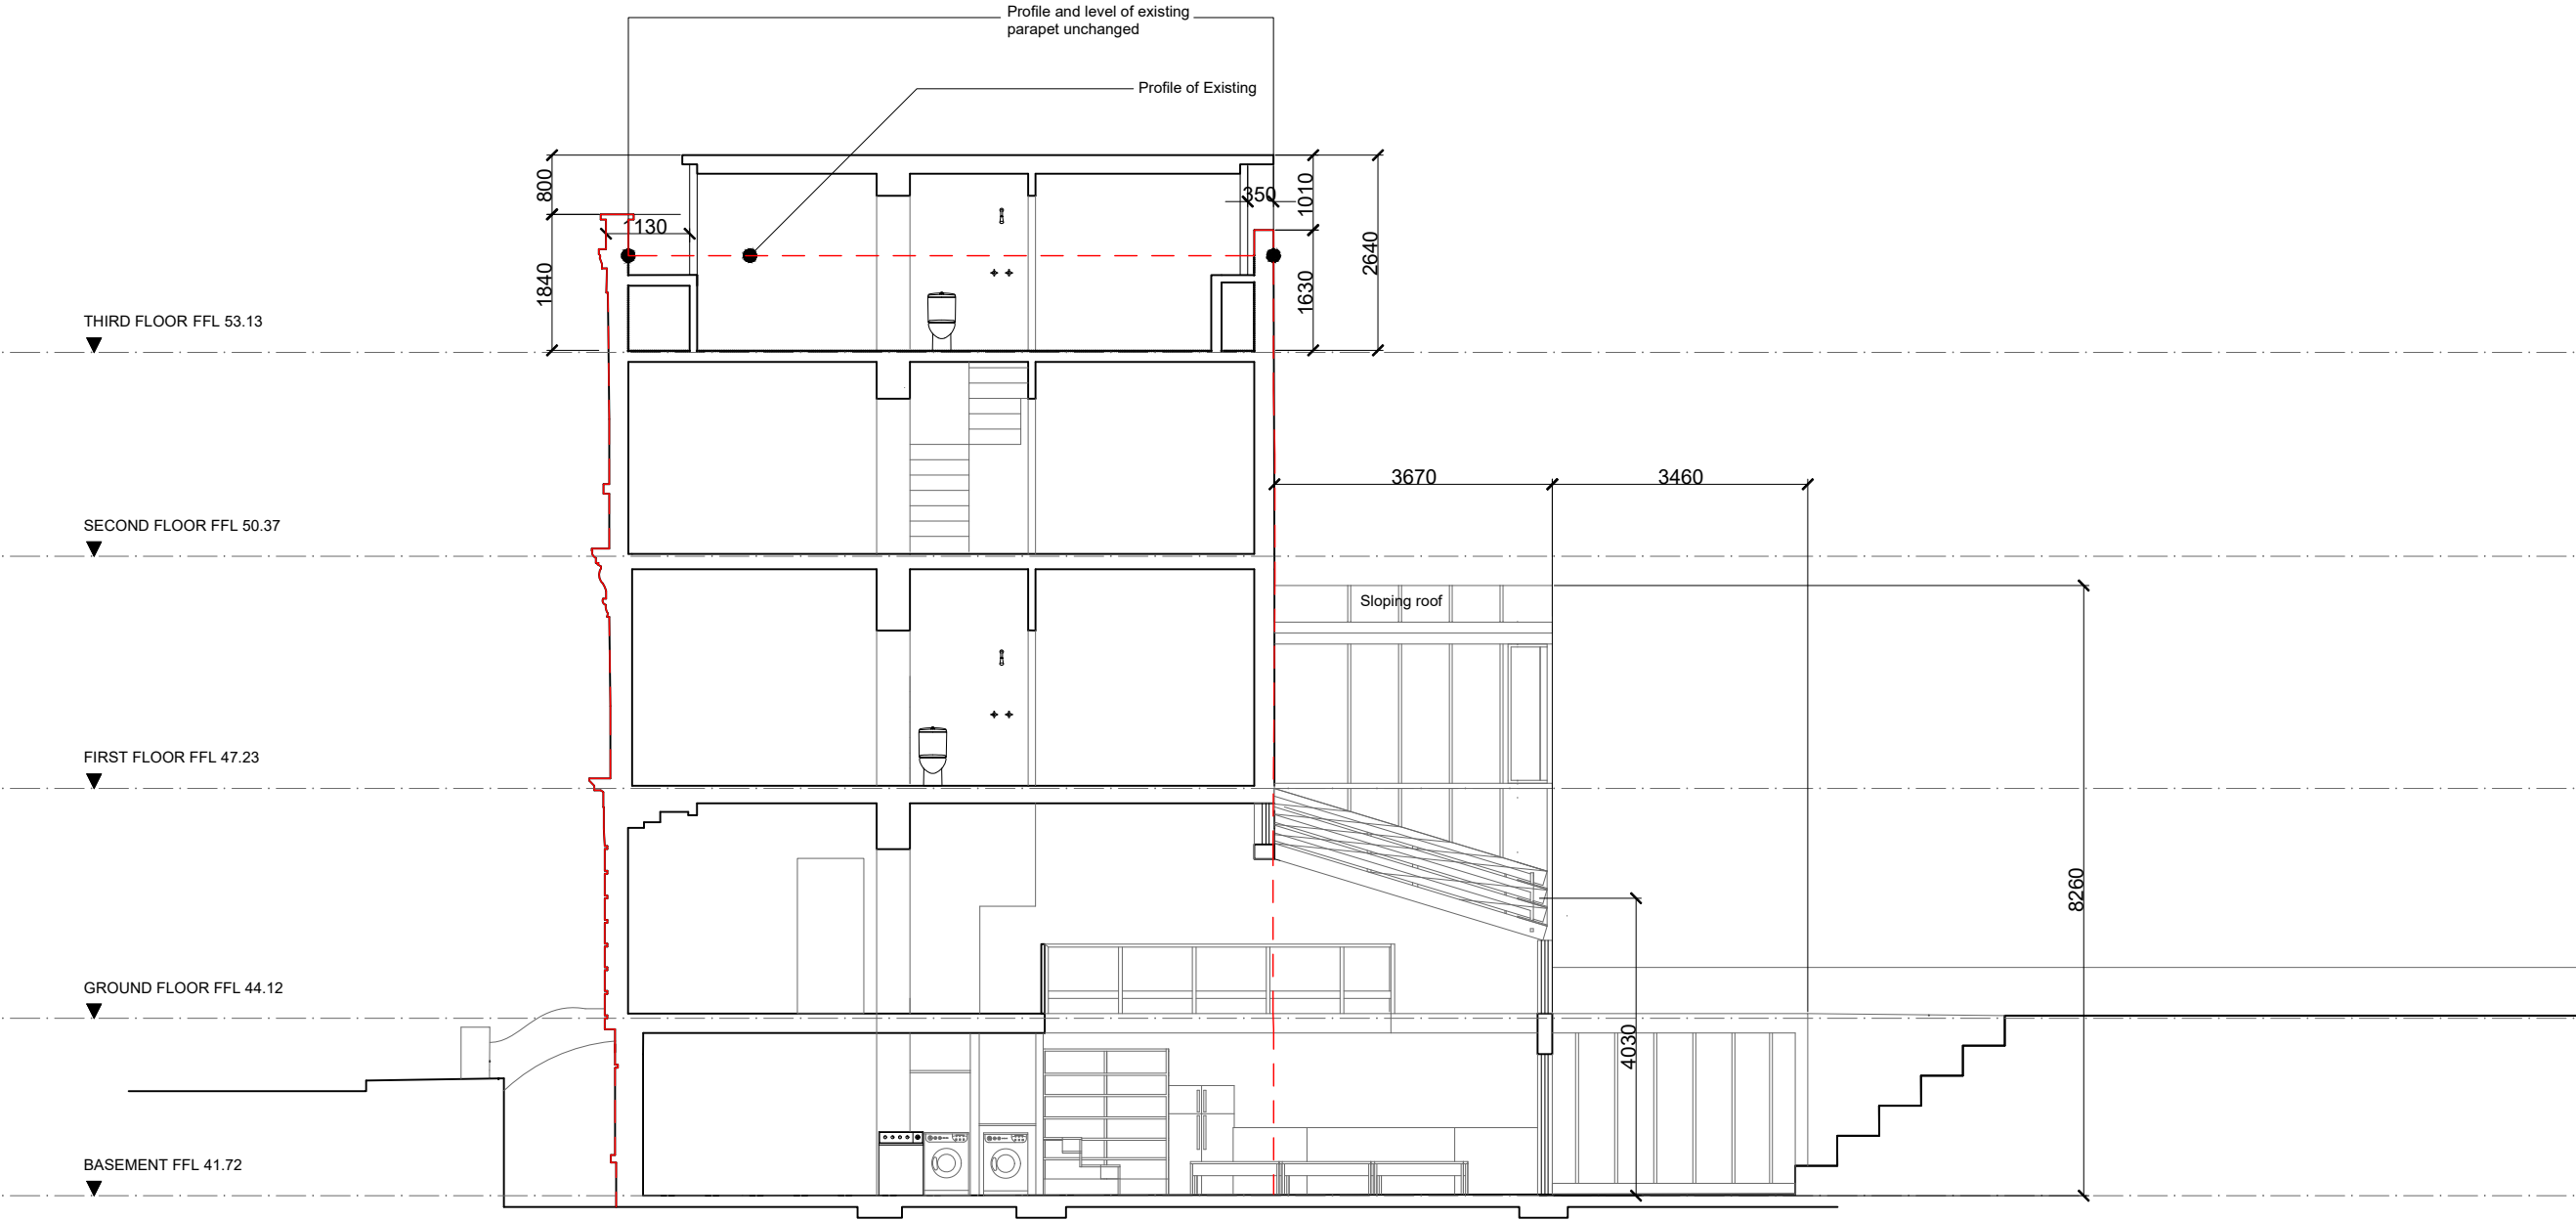 Profile and level of existing
parapet unchanged
Profile of Existing
800
1840
1130
350
1010
1630
2640
THIRD FLOOR FFL 53.13
3670
3460
SECOND FLOOR FFL 50.37
Sloping roof
FIRST FLOOR FFL 47.23
8260
GROUND FLOOR FFL 44.12
4030
BASEMENT FFL 41.72